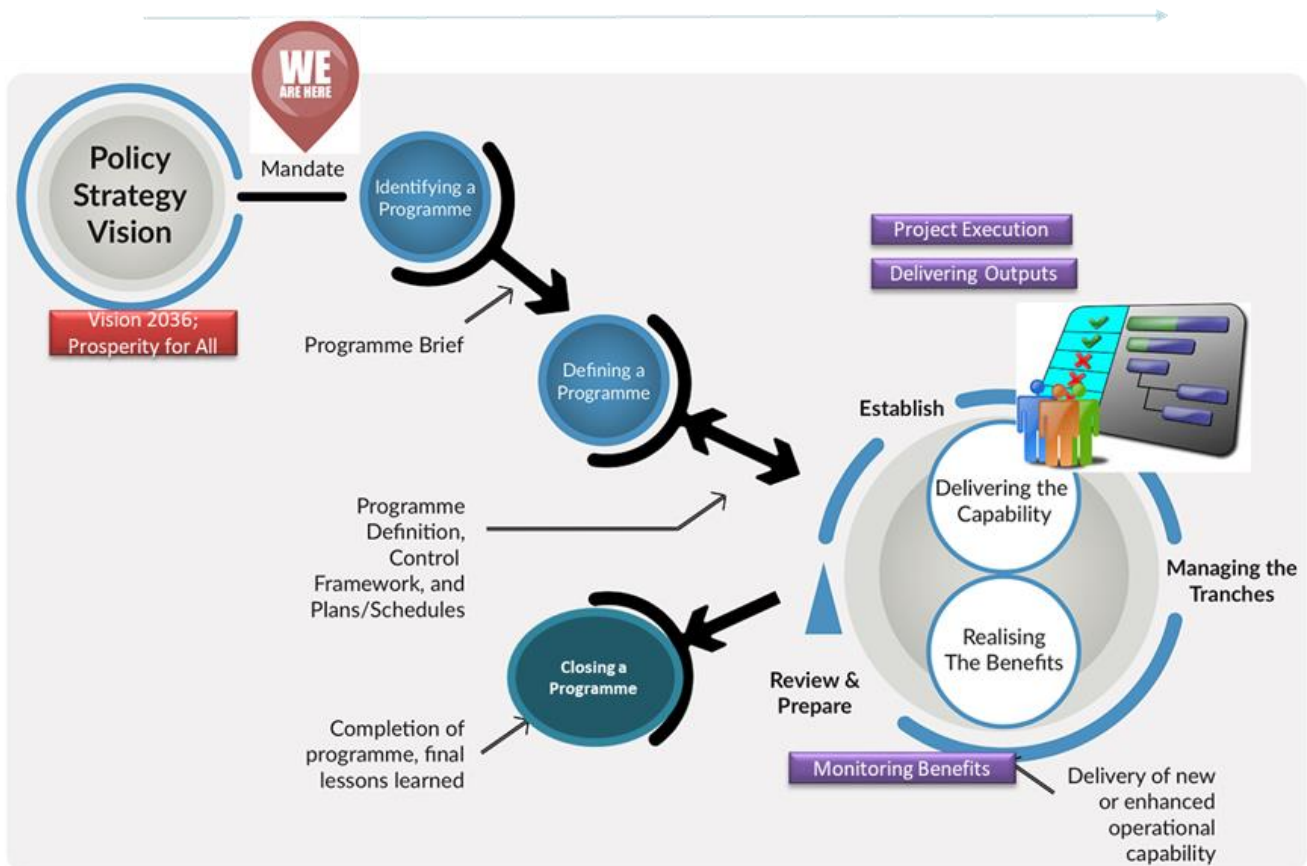 WE
ARE HERE
Policy
Strategy
Vision
Mandate
Identifying a
Programme
Vision 2036;
Prosperity for All
Programme Brief
Defining a
Programme
Project Execution
Delivering Outputs
Establish
Delivering the
Capability
Programme
Definition,
Control
Framework, and
Plans/Schedules
Managing the
Tranches
Realising
The Benefits
Closing a
Programme
Review &
Prepare
Completion of
programme, final
lessons learned
Monitoring Benefits
Delivery of new
or enhanced
operational
capability